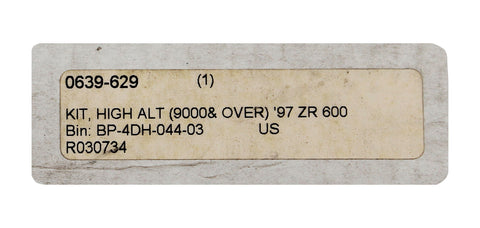 0639-629 (1)
KIT, HIGH ALT (9000& OVER) '97 ZR 600
Bin: BP-4DH-044-03 US
R030734